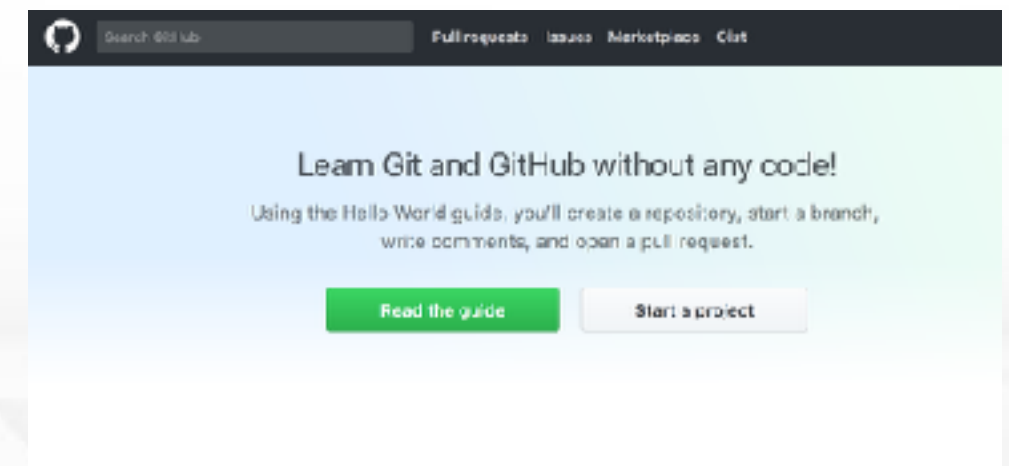 Search GitHub
Pull requests Issues Marketplace Gist
Learn Git and GitHub without any code!
Using the Hello World guide, you'll create a repository, start a branch,
write comments, and open a pull request.
Read the guide
Start a project